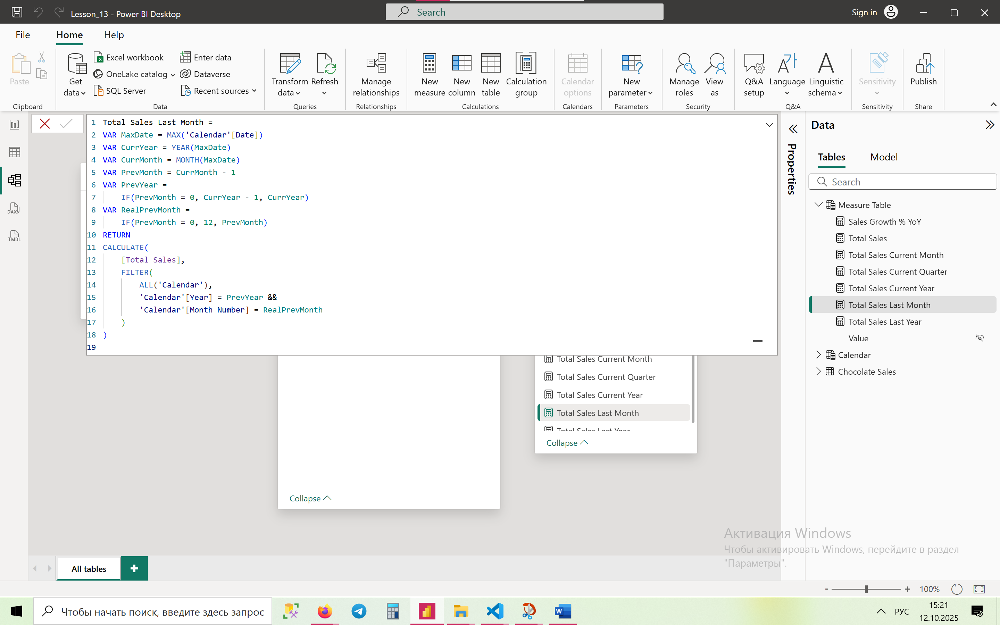 Lesson_13 - Power BI Desktop
Search
Sign in
File
Home
Help
Paste
Clipboard
Get data
Excel workbook
OneLake catalog
SQL Server
Enter data
Dataverse
Recent sources
Data
Transform data
Refresh
Queries
Manage relationships
Relationships
New measure
New column
New table
Calculation group
Calculations
Calendar options
Calendars
New parameter
Parameters
Manage roles
View as
Security
Q&A setup
Language
Linguistic schema
Q&A
Sensitivity
Sensitivity
Publish
Share
DAX
TMDL
1 Total Sales Last Month =
2 VAR MaxDate = MAX('Calendar'[Date])
3 VAR CurrYear = YEAR(MaxDate)
4 VAR CurrMonth = MONTH(MaxDate)
5 VAR PrevMonth = CurrMonth - 1
6 VAR PrevYear =
7     IF(PrevMonth = 0, CurrYear - 1, CurrYear)
8 VAR RealPrevMonth =
9     IF(PrevMonth = 0, 12, PrevMonth)
10 RETURN
11 CALCULATE(
12     [Total Sales],
13     FILTER(
14         ALL('Calendar'),
15         'Calendar'[Year] = PrevYear &&
16         'Calendar'[Month Number] = RealPrevMonth
17     )
18 )
19
Total Sales Current Month
Total Sales Current Quarter
Total Sales Current Year
Total Sales Last Month
Total Sales Last Year
Collapse
Collapse
Properties
Data
Tables
Model
Search
Measure Table
Sales Growth % YoY
Total Sales
Total Sales Current Month
Total Sales Current Quarter
Total Sales Current Year
Total Sales Last Month
Total Sales Last Year
Value
Calendar
Chocolate Sales
Активация Windows
Чтобы активировать Windows, перейдите в раздел
"Параметры".
All tables
100%
Чтобы начать поиск, введите здесь запрос
РУС
15:21
12.10.2025